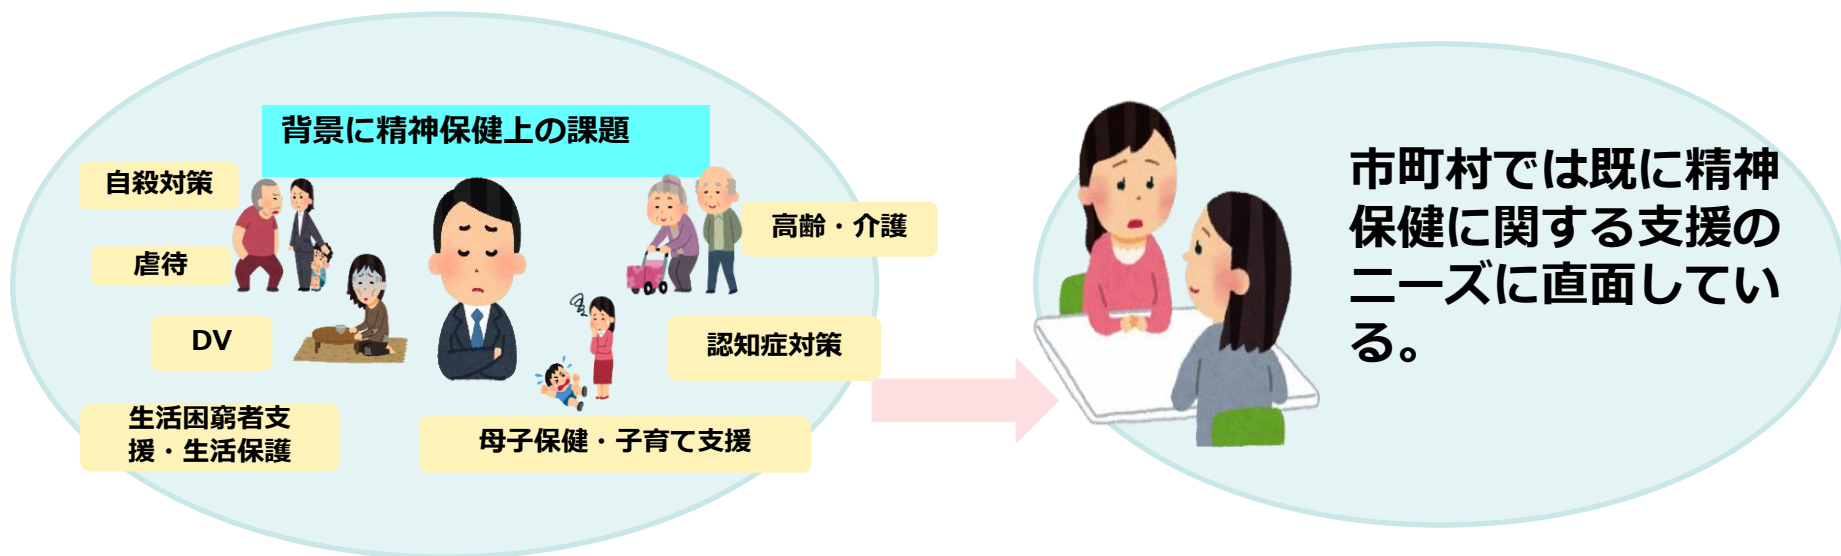 背景に精神保健上の課題
自殺対策
虐待
DV
生活困窮者支
援・生活保護
母子保健・子育て支援
認知症対策
高齢・介護
市町村では既に精神
保健に関する支援の
ニーズに直面してい
る。